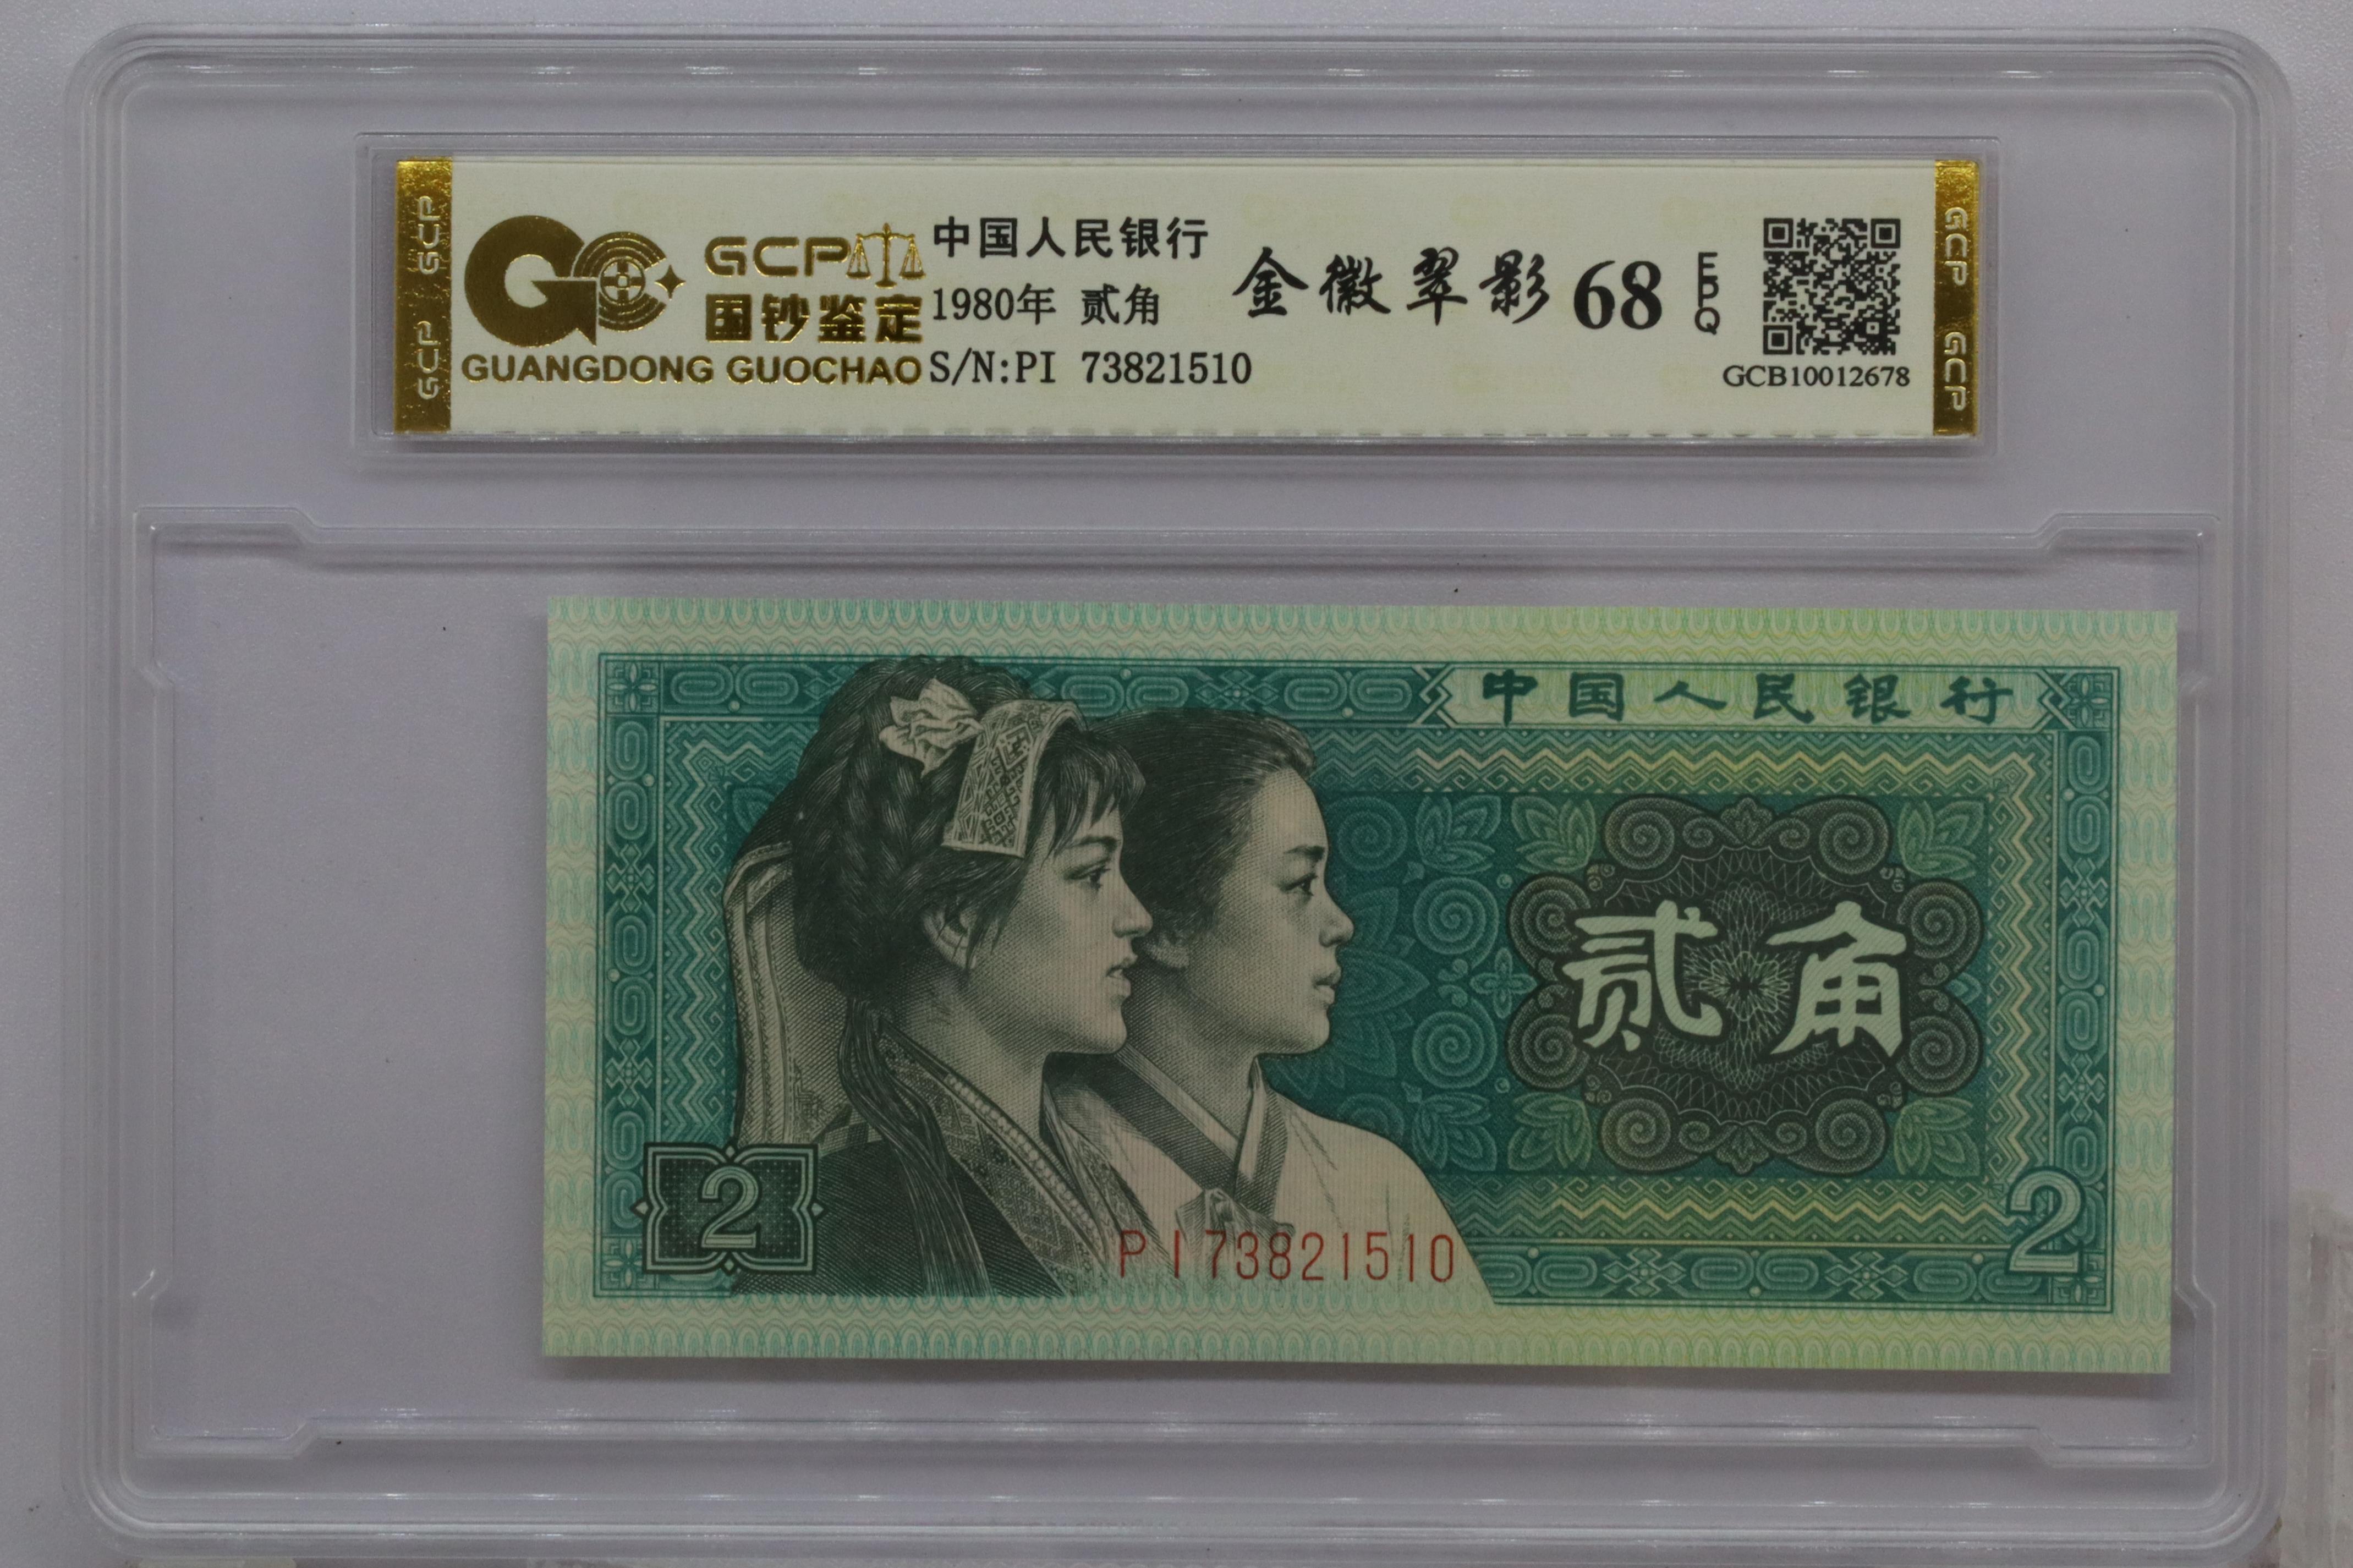 GCP GCP
GCP
国钞鉴定
GUANGDONG GUOCHAO
中国人民银行
1980年 贰角
S/N:PI 73821510
金徽翠影 68 EPQ
GCB10012678
GCP GCP
中国人民银行
贰角
2
PI73821510
2